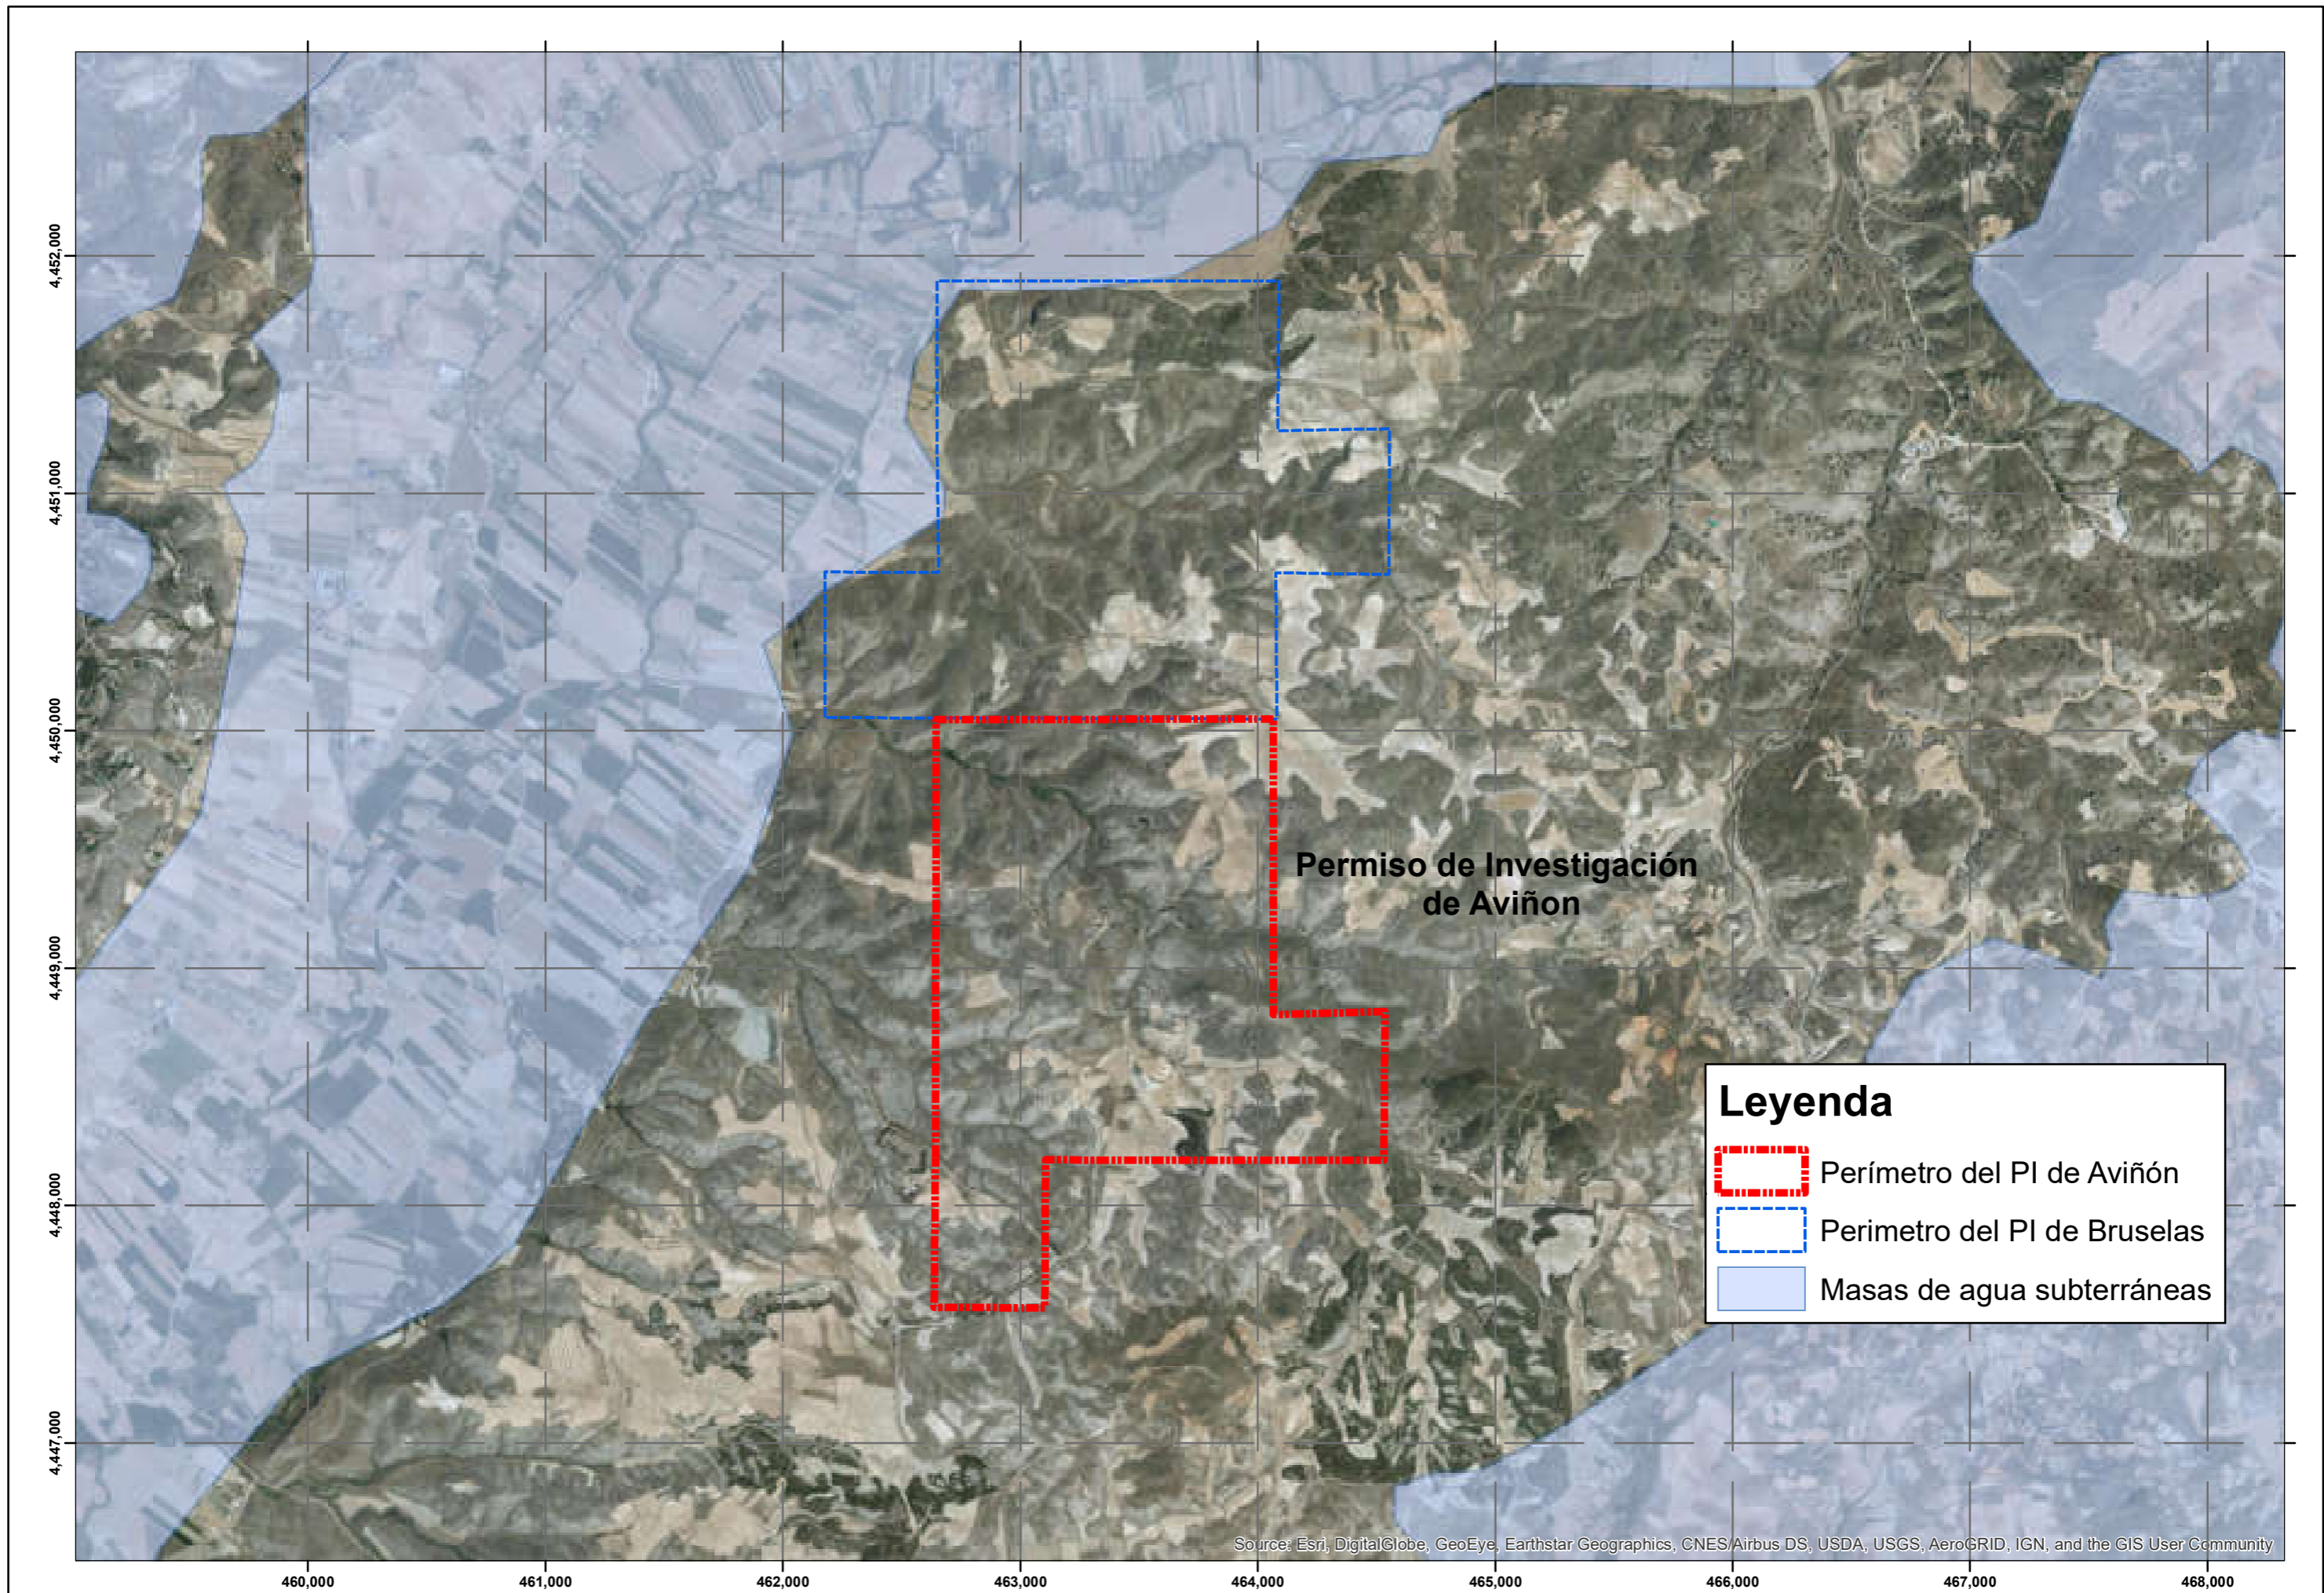 4,452,000
4,451,000
4,450,000
4,449,000
4,448,000
4,447,000
Permiso de Investigación
de Aviñon
Leyenda
Perímetro del PI de Aviñón
Perimetro del PI de Bruselas
Masas de agua subterráneas
Source: Esri, DigitalGlobe, GeoEye, Earthstar Geographics, CNES/Airbus DS, USDA, USGS, AeroGRID, IGN, and the GIS User Community
460,000 461,000 462,000 463,000 464,000 465,000 466,000 467,000 468,000